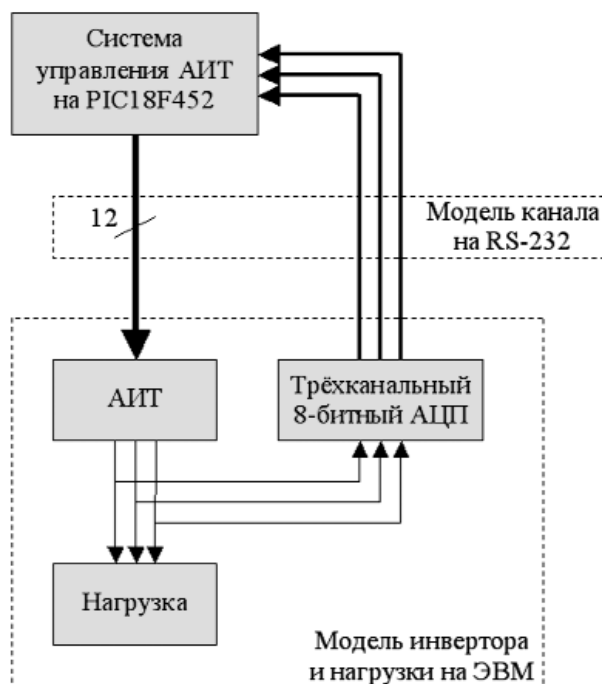 Система
управления АИТ
на PIC18F452
12
Модель канала
на RS-232
АИТ
Трёхканальный
8-битный АЦП
Нагрузка
Модель инвертора
и нагрузки на ЭВМ